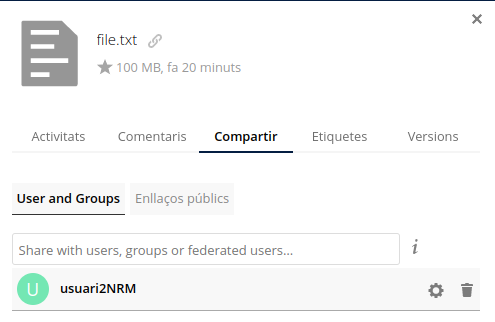 file.txt
100 MB, fa 20 minuts
Activitats Comentaris Compartir Etiquetes Versions
User and Groups Enllaços públics
Share with users, groups or federated users... i
U usuari2NRM